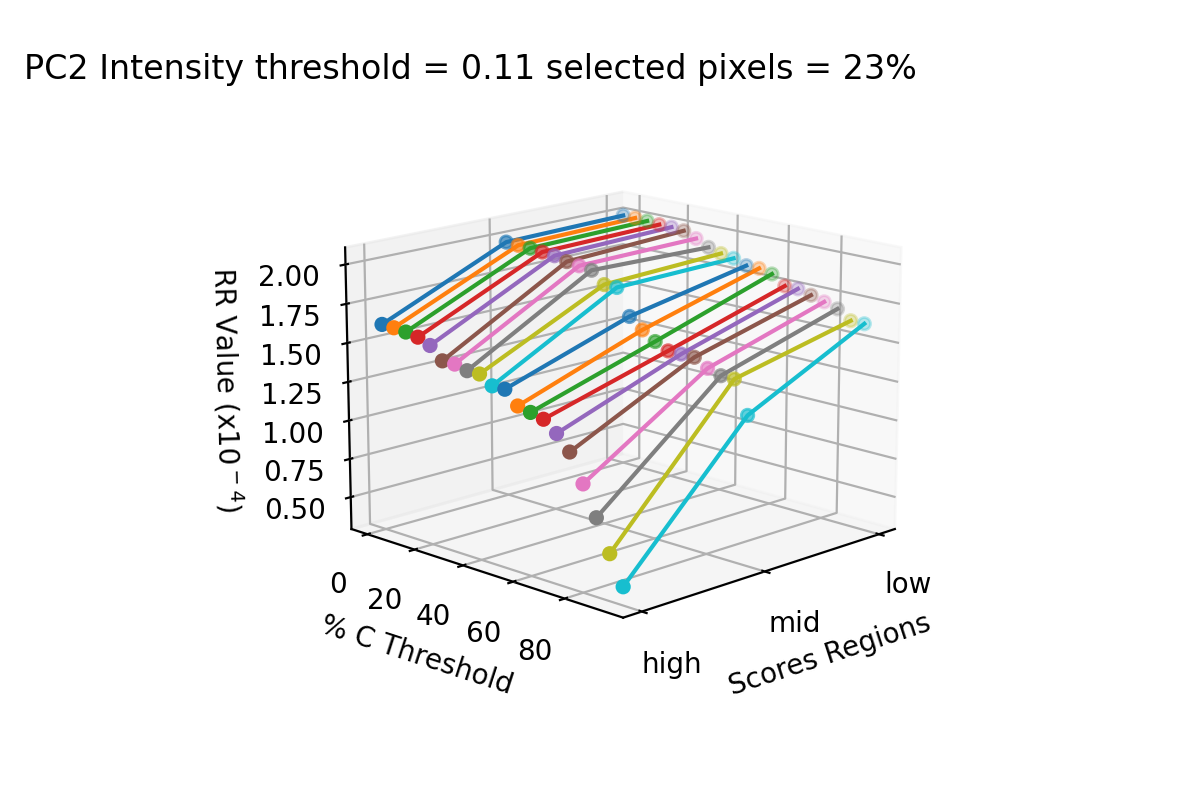 PC2 Intensity threshold = 0.11 selected pixels = 23%
RR Value (x10⁻⁴)
2.00
1.75
1.50
1.25
1.00
0.75
0.50
0
20
40
60
80
% C Threshold
high
mid
low
Scores Regions